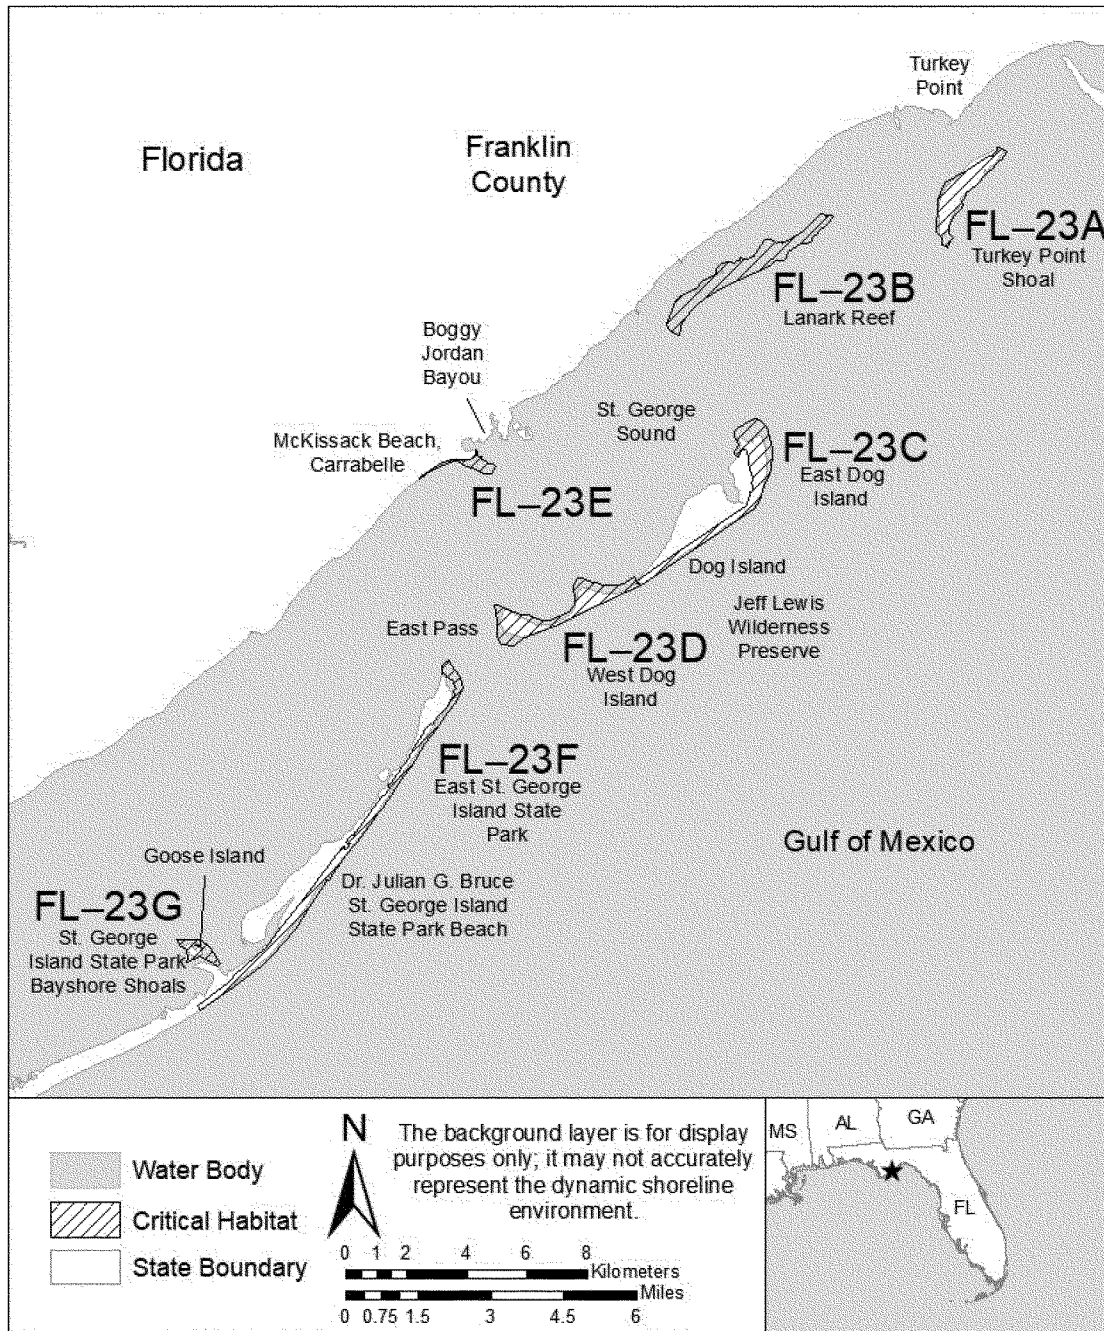 Turkey
Point
Florida
Franklin
County
FL–23A
Turkey Point
Shoal
FL–23B
Lanark Reef
Boggy
Jordan
Bayou
St. George
Sound
McKissack Beach,
Carrabelle
FL–23C
East Dog
Island
FL–23E
Dog Island
Jeff Lewis
Wilderness
Preserve
East Pass
FL–23D
West Dog
Island
FL–23F
East St. George
Island State
Park
Gulf of Mexico
Goose Island
Dr. Julian G. Bruce
St. George Island
State Park Beach
FL–23G
St. George
Island State Park
Bayshore Shoals
Water Body
Critical Habitat
State Boundary
N
The background layer is for display
purposes only; it may not accurately
represent the dynamic shoreline
environment.
0 1 2 4 6 8
Kilometers
Miles
0 0.75 1.5 3 4.5 6
MS AL GA
FL